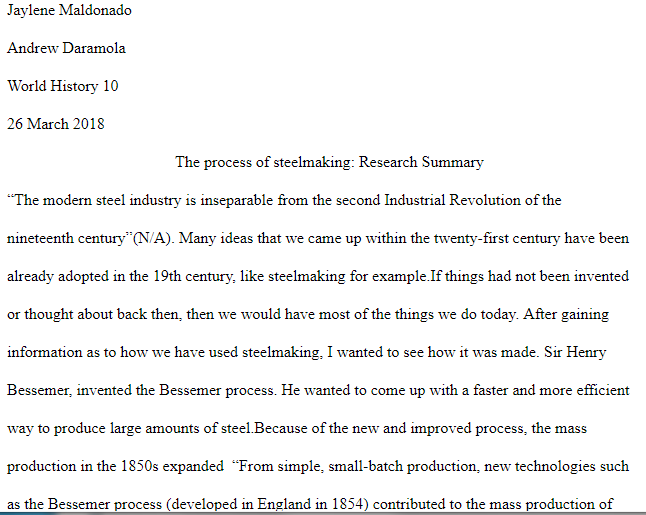 Jaylene Maldonado
Andrew Daramola
World History 10
26 March 2018
The process of steelmaking: Research Summary
“The modern steel industry is inseparable from the second Industrial Revolution of the
nineteenth century”(N/A). Many ideas that we came up within the twenty-first century have been
already adopted in the 19th century, like steelmaking for example.If things had not been invented
or thought about back then, then we would have most of the things we do today. After gaining
information as to how we have used steelmaking, I wanted to see how it was made. Sir Henry
Bessemer, invented the Bessemer process. He wanted to come up with a faster and more efficient
way to produce large amounts of steel.Because of the new and improved process, the mass
production in the 1850s expanded  “From simple, small-batch production, new technologies such
as the Bessemer process (developed in England in 1854) contributed to the mass production of